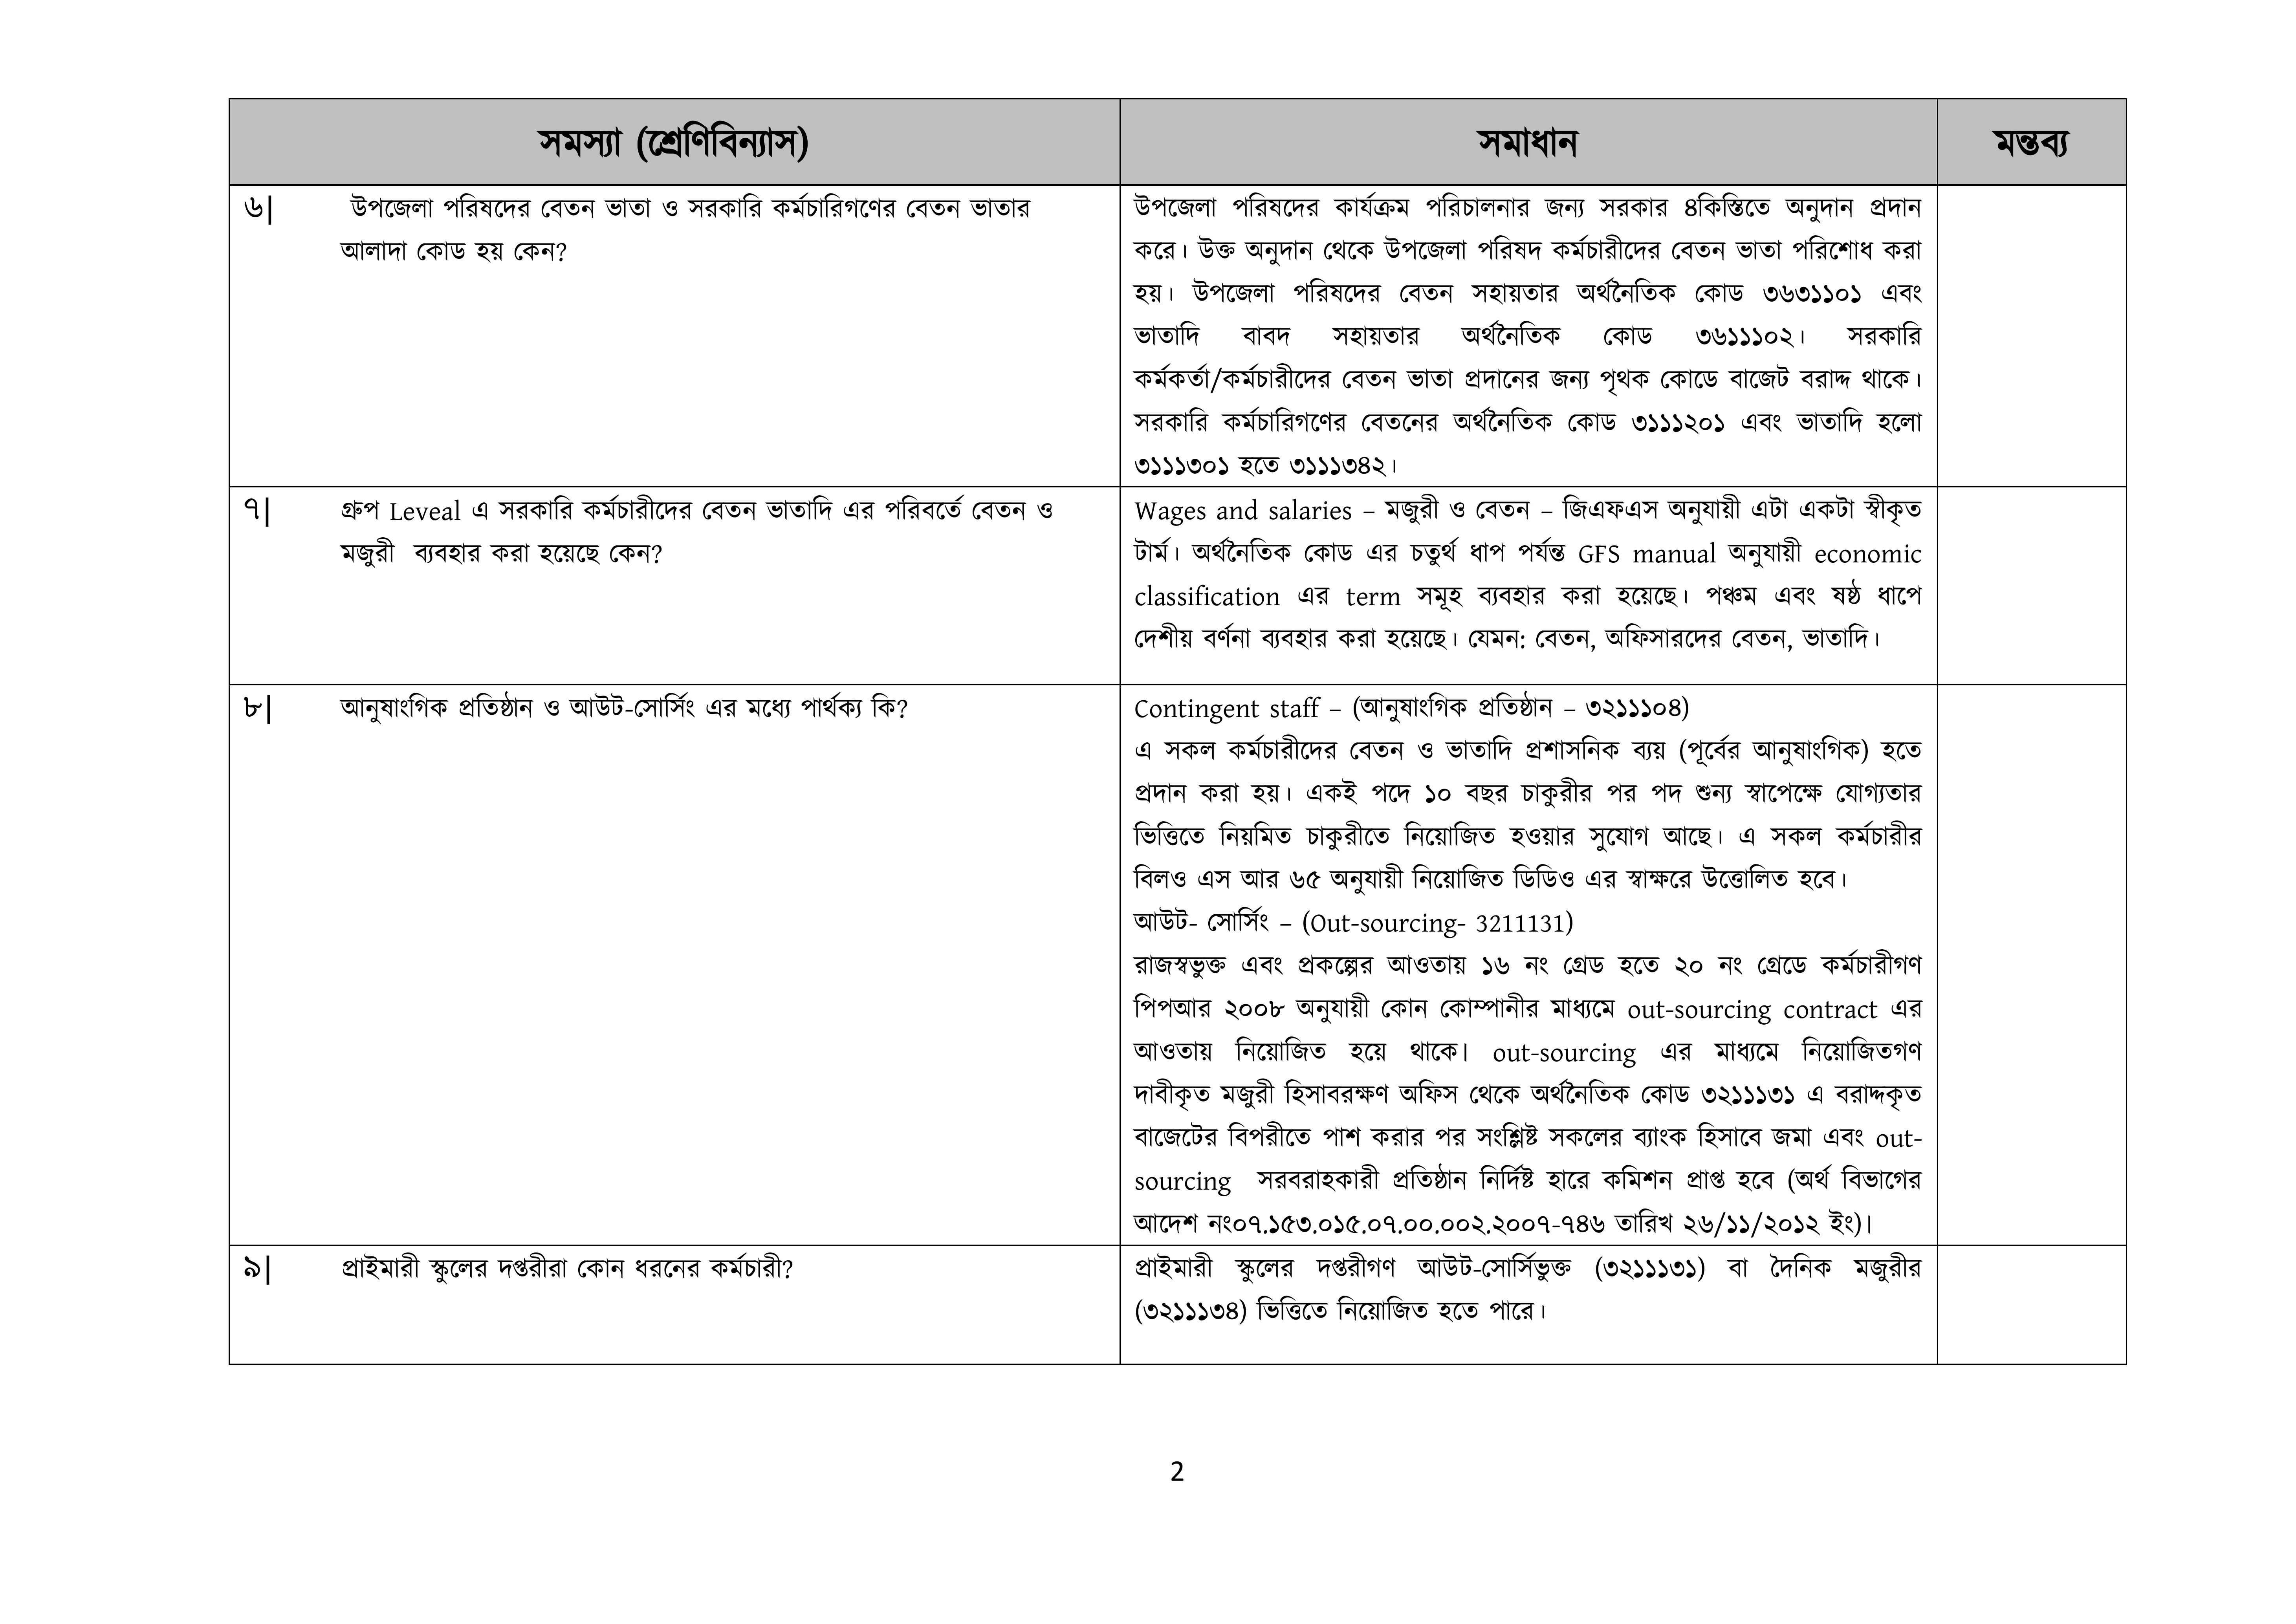 সমস্যা (শ্রেণিবিন্যাস)
সমাধান
মন্তব্য
৬|
উপজেলা পরিষদের বেতন ভাতা ও সরকারি কর্মচারিগণের বেতন ভাতার
আলাদা কোড হয় কেন?
উপজেলা পরিষদের কার্যক্রম পরিচালনার জন্য সরকার ৪কিস্তিতে অনুদান প্রদান
করে। উক্ত অনুদান থেকে উপজেলা পরিষদ কর্মচারীদের বেতন ভাতা পরিশোধ করা
হয়। উপজেলা পরিষদের বেতন সহায়তার অর্থনৈতিক কোড ৩৬৩১১০১ এবং
ভাতাদি বাবদ সহায়তার অর্থনৈতিক কোড ৩৬১১১০২। সরকারি
কর্মকর্তা/কর্মচারীদের বেতন ভাতা প্রদানের জন্য পৃথক কোডে বাজেট বরাদ্দ থাকে।
সরকারি কর্মচারিগণের বেতনের অর্থনৈতিক কোড ৩১১১২০১ এবং ভাতাদি হলো
৩১১১৩০১ হতে ৩১১১৩৪২।
৭|
গ্রুপ Leveal এ সরকারি কর্মচারীদের বেতন ভাতাদি এর পরিবর্তে বেতন ও
মজুরী ব্যবহার করা হয়েছে কেন?
Wages and salaries – মজুরী ও বেতন – জিএফএস অনুযায়ী এটা একটা স্বীকৃত
টার্ম। অর্থনৈতিক কোড এর চতুর্থ ধাপ পর্যন্ত GFS manual অনুযায়ী economic
classification এর term সমূহ ব্যবহার করা হয়েছে। পঞ্চম এবং ষষ্ঠ ধাপে
দেশীয় বর্ণনা ব্যবহার করা হয়েছে। যেমন: বেতন, অফিসারদের বেতন, ভাতাদি।
৮|
আনুষাংগিক প্রতিষ্ঠান ও আউট-সোর্সিং এর মধ্যে পার্থক্য কি?
Contingent staff – (আনুষাংগিক প্রতিষ্ঠান – ৩২১১১০৪)
এ সকল কর্মচারীদের বেতন ও ভাতাদি প্রশাসনিক ব্যয় (পূর্বের আনুষাংগিক) হতে
প্রদান করা হয়। একই পদে ১০ বছর চাকুরীর পর পদ শুন্য স্বাপেক্ষে যোগ্যতার
ভিত্তিতে নিয়মিত চাকুরীতে নিয়োজিত হওয়ার সুযোগ আছে। এ সকল কর্মচারীর
বিলও এস আর ৬৫ অনুযায়ী নিয়োজিত ডিডিও এর স্বাক্ষরে উত্তোলিত হবে।
আউট- সোর্সিং – (Out-sourcing- 3211131)
রাজস্বভুক্ত এবং প্রকল্পের আওতায় ১৬ নং গ্রেড হতে ২০ নং গ্রেডে কর্মচারীগণ
পিপআর ২০০৮ অনুযায়ী কোন কোম্পানীর মাধ্যমে out-sourcing contract এর
আওতায় নিয়োজিত হয়ে থাকে। out-sourcing এর মাধ্যমে নিয়োজিতগণ
দাবীকৃত মজুরী হিসাবরক্ষণ অফিস থেকে অর্থনৈতিক কোড ৩২১১১৩১ এ বরাদ্দকৃত
বাজেটের বিপরীতে পাশ করার পর সংশ্লিষ্ট সকলের ব্যাংক হিসাবে জমা এবং out-
sourcing সরবরাহকারী প্রতিষ্ঠান নির্দিষ্ট হারে কমিশন প্রাপ্ত হবে (অর্থ বিভাগের
আদেশ নং০৭.১৫৩.০১৫.০৭.০০.০০২.২০০৭-৭৪৬ তারিখ ২৬/১১/২০১২ ইং)।
৯|
প্রাইমারী স্কুলের দপ্তরীরা কোন ধরনের কর্মচারী?
প্রাইমারী স্কুলের দপ্তরীগণ আউট-সোর্সিভুক্ত (৩২১১১৩১) বা দৈনিক মজুরীর
(৩২১১১৩৪) ভিত্তিতে নিয়োজিত হতে পারে।
2